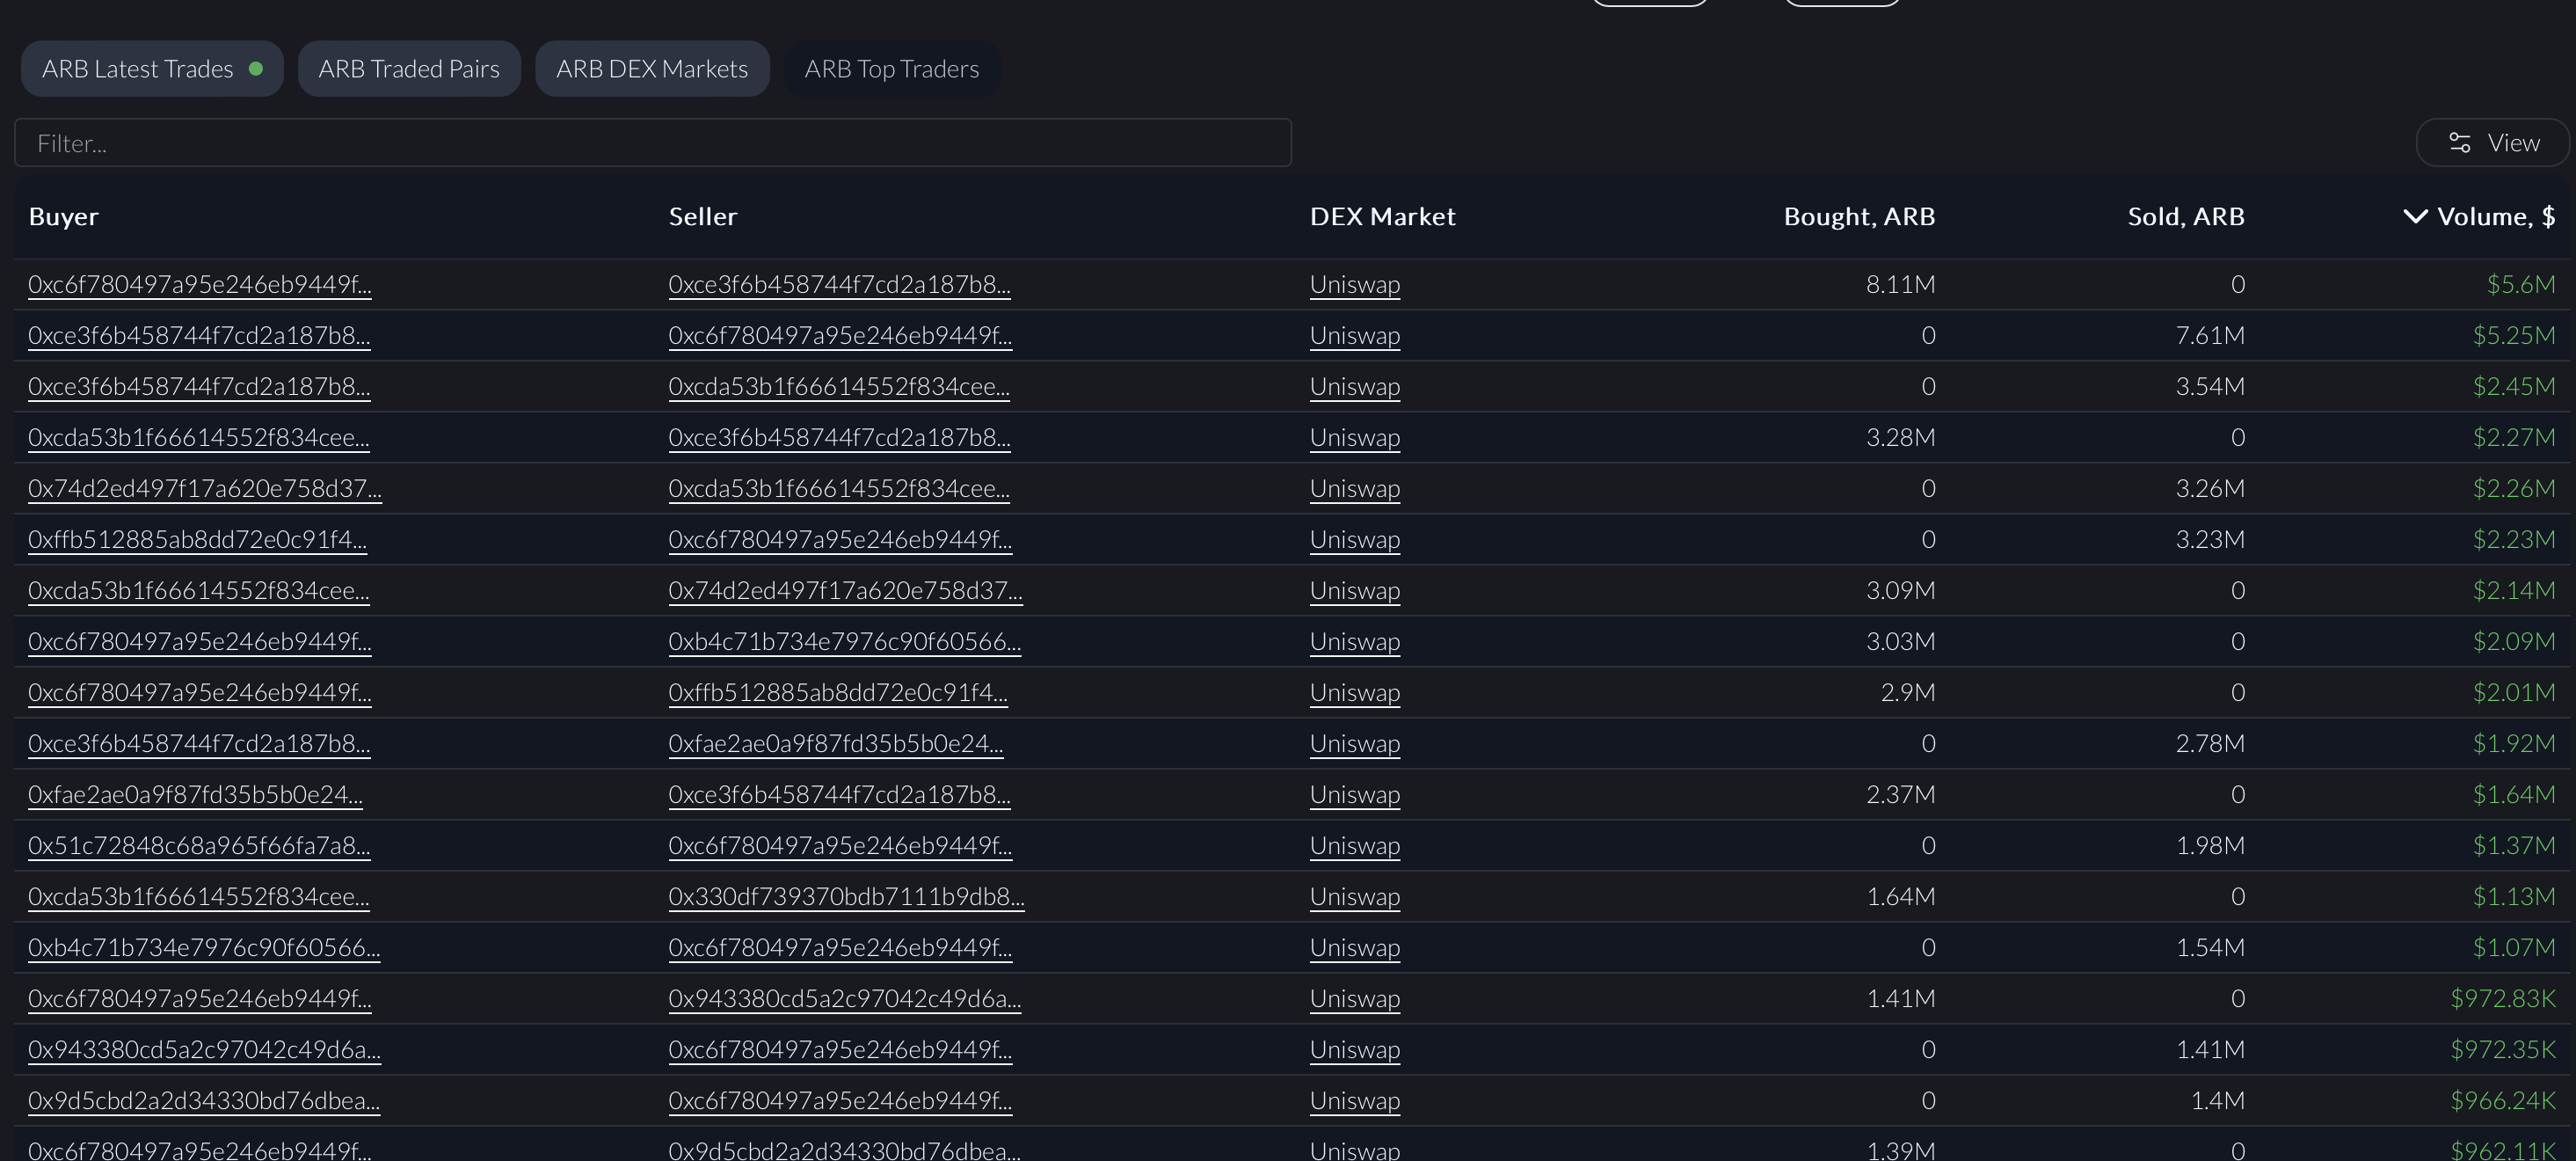 ARB Latest Trades ARB Traded Pairs ARB DEX Markets ARB Top Traders
Filter... View
Buyer Seller DEX Market Bought, ARB Sold, ARB Volume, $
0xc6f780497a95e246eb9449f... 0xce3f6b458744f7cd2a187b8... Uniswap 8.11M 0 $5.6M
0xce3f6b458744f7cd2a187b8... 0xc6f780497a95e246eb9449f... Uniswap 0 7.61M $5.25M
0xce3f6b458744f7cd2a187b8... 0xcda53b1f66614552f834cee... Uniswap 0 3.54M $2.45M
0xcda53b1f66614552f834cee... 0xce3f6b458744f7cd2a187b8... Uniswap 3.28M 0 $2.27M
0x74d2ed497f17a620e758d37... 0xcda53b1f66614552f834cee... Uniswap 0 3.26M $2.26M
0xffb512885ab8dd72e0c91f4... 0xc6f780497a95e246eb9449f... Uniswap 0 3.23M $2.23M
0xcda53b1f66614552f834cee... 0x74d2ed497f17a620e758d37... Uniswap 3.09M 0 $2.14M
0xc6f780497a95e246eb9449f... 0xb4c71b734e7976c90f60566... Uniswap 3.03M 0 $2.09M
0xc6f780497a95e246eb9449f... 0xffb512885ab8dd72e0c91f4... Uniswap 2.9M 0 $2.01M
0xce3f6b458744f7cd2a187b8... 0xfae2ae0a9f87fd35b5b0e24... Uniswap 0 2.78M $1.92M
0xfae2ae0a9f87fd35b5b0e24... 0xce3f6b458744f7cd2a187b8... Uniswap 2.37M 0 $1.64M
0x51c72848c68a965f66fa7a8... 0xc6f780497a95e246eb9449f... Uniswap 0 1.98M $1.37M
0xcda53b1f66614552f834cee... 0x330df739370bdb7111b9db8... Uniswap 1.64M 0 $1.13M
0xb4c71b734e7976c90f60566... 0xc6f780497a95e246eb9449f... Uniswap 0 1.54M $1.07M
0xc6f780497a95e246eb9449f... 0x943380cd5a2c97042c49d6a... Uniswap 1.41M 0 $972.83K
0x943380cd5a2c97042c49d6a... 0xc6f780497a95e246eb9449f... Uniswap 0 1.41M $972.35K
0x9d5cbd2a2d34330bd76dbea... 0xc6f780497a95e246eb9449f... Uniswap 0 1.4M $966.24K
0xc6f780497a95e246eb9449f... 0x9d5cbd2a2d34330bd76dbea... Uniswap 1.39M 0 $962.11K